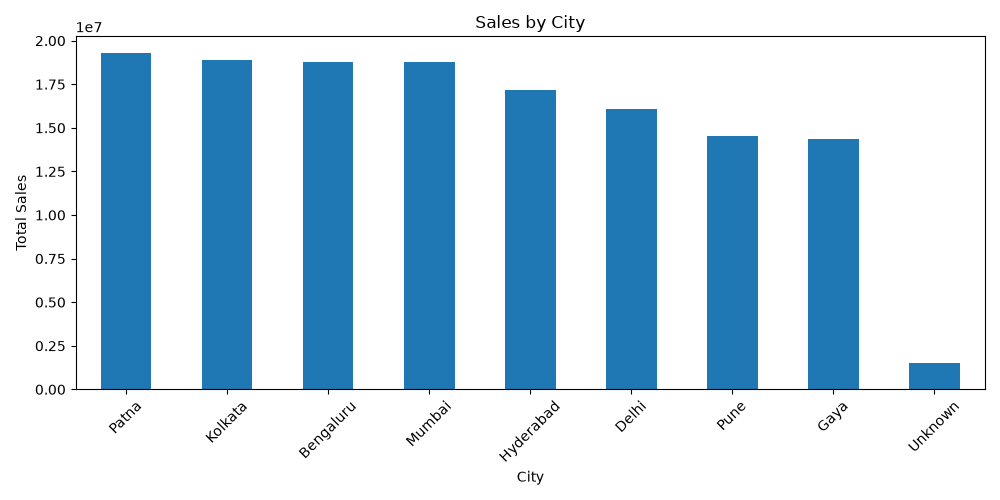 Sales by City
1e7
2.00
1.75
1.50
1.25
1.00
0.75
0.50
0.25
0.00
Total Sales
Patna
Kolkata
Bengaluru
Mumbai
Hyderabad
Delhi
Pune
Gaya
Unknown
City